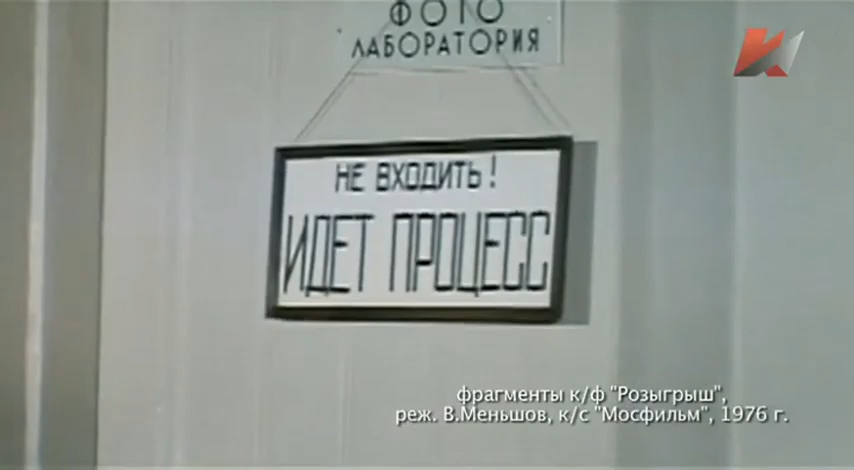 ФОТО
ЛАБОРАТОРИЯ
НЕ ВХОДИТЬ!
ИДЕТ ПРОЦЕСС
фрагменты к/ф "Розыгрыш",
реж. В.Меньшов, к/с "Мосфильм", 1976 г.